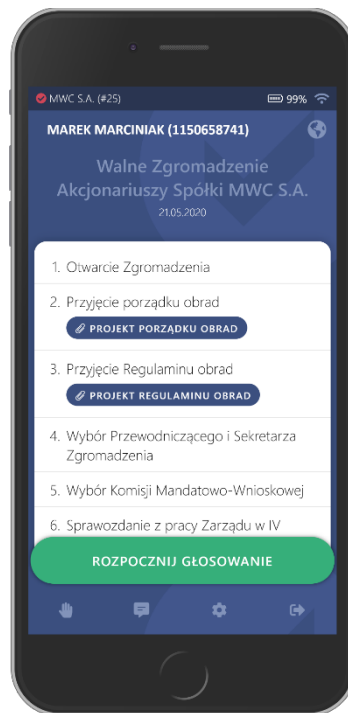 MWC S.A. (#25) 99%
MAREK MARCINIAK (1150658741)
Walne Zgromadzenie
Akcjonariuszy Spółki MWC S.A.
21.05.2020
1. Otwarcie Zgromadzenia
2. Przyjęcie porządku obrad
PROJEKT PORZĄDKU OBRAD
3. Przyjęcie Regulaminu obrad
PROJEKT REGULAMINU OBRAD
4. Wybór Przewodniczącego i Sekretarza
Zgromadzenia
5. Wybór Komisji Mandatowo-Wnioskowej
6. Sprawozdanie z pracy Zarządu w IV
ROZPOCZNIJ GŁOSOWANIE